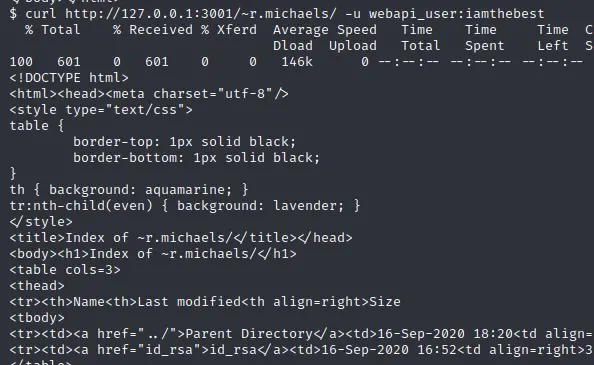 $ curl http://127.0.0.1:3001/~r.michaels/ -u webapi_user:iamthebest
% Total % Received % Xferd Average Speed Time Time Time C
Dload Upload Total Spent Left S
100 601 0 601 0 0 146k 0 --:--:-- --:--:-- --:--:--
<!DOCTYPE html>
<html><head><meta charset="utf-8"/>
<style type="text/css">
table {
border-top: 1px solid black;
border-bottom: 1px solid black;
}
th { background: aquamarine; }
tr:nth-child(even) { background: lavender; }
</style>
<title>Index of ~r.michaels/</title></head>
<body><h1>Index of ~r.michaels/</h1>
<table cols=3>
<thead>
<tr><th>Name<th>Last modified<th align=right>Size
<tbody>
<tr><td><a href="../">Parent Directory</a><td>16-Sep-2020 18:20<td align=
<tr><td><a href="id_rsa">id_rsa</a><td>16-Sep-2020 16:52<td align=right>3
</table>